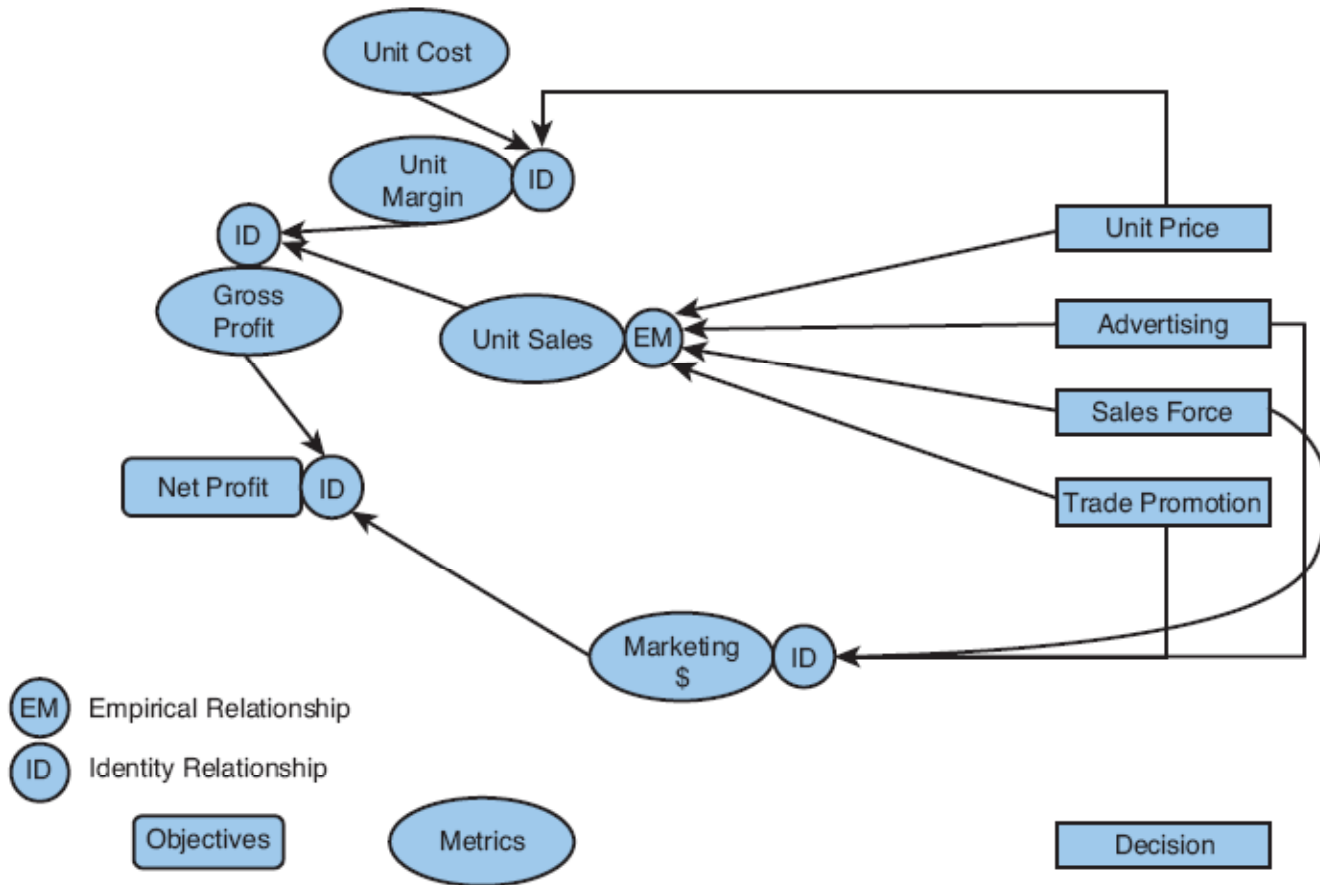 Unit Cost
Unit
Margin
ID
ID
Unit Price
Gross
Profit
Unit Sales
EM
Advertising
Sales Force
Net Profit
ID
Trade Promotion
Marketing
$
ID
EM
Empirical Relationship
ID
Identity Relationship
Objectives
Metrics
Decision